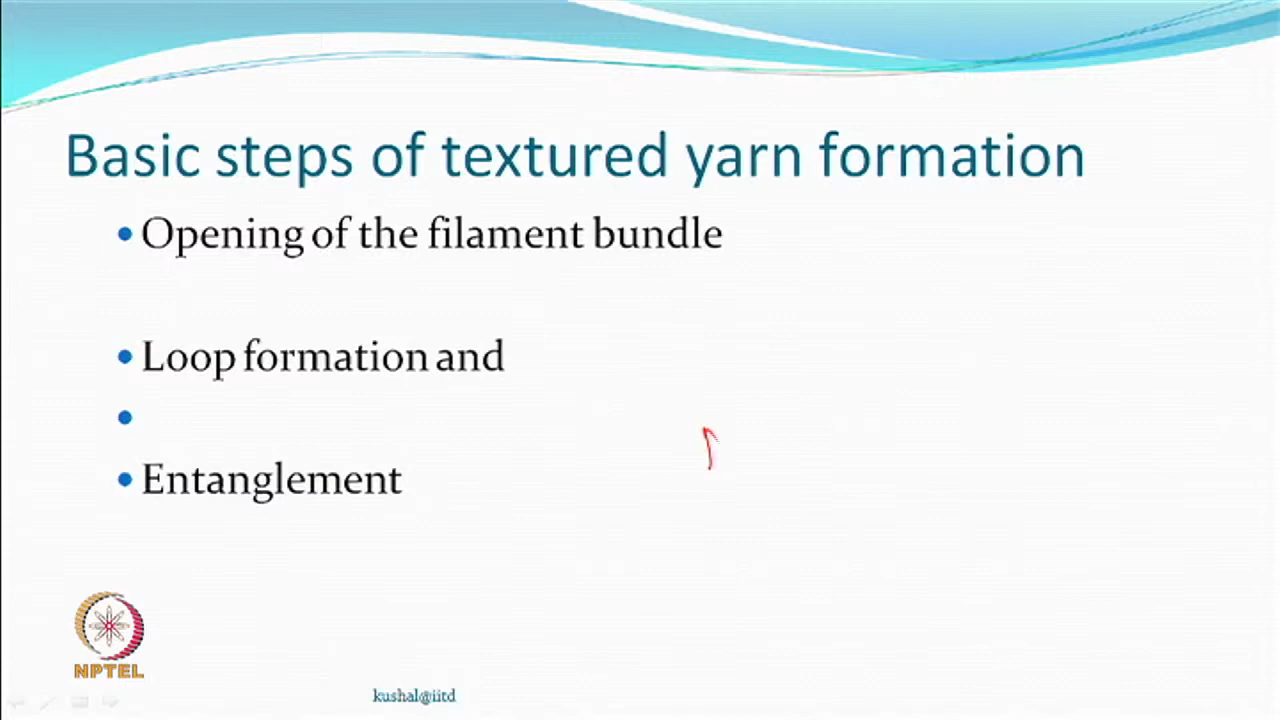 Basic steps of textured yarn formation
• Opening of the filament bundle
• Loop formation and
•
• Entanglement
NPTEL
kushal@iitd